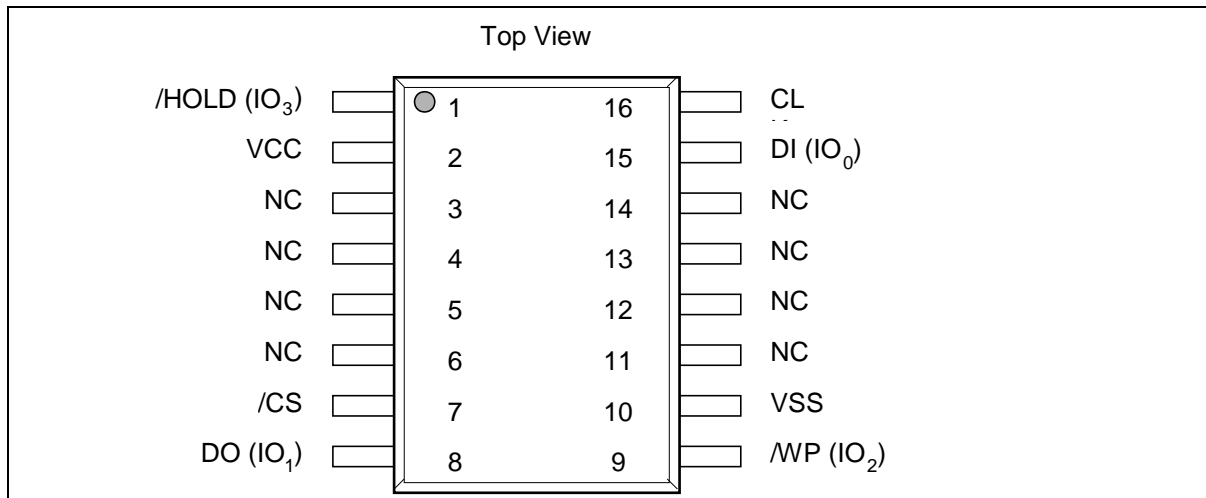 Top View
/HOLD (IO3) 1 16 CL
VCC 2 15 DI (IO0)
NC 3 14 NC
NC 4 13 NC
NC 5 12 NC
NC 6 11 NC
/CS 7 10 VSS
DO (IO1) 8 9 /WP (IO2)